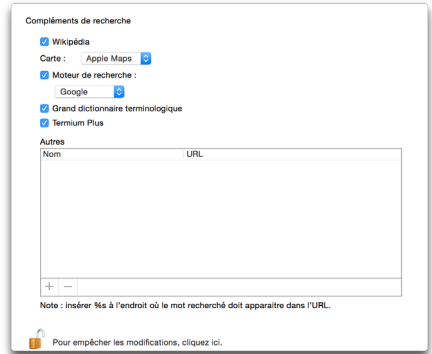 Compléments de recherche
Wikipédia
Carte : Apple Maps
Moteur de recherche :
Google
Grand dictionnaire terminologique
Termium Plus
Autres
Nom URL
Note : insérer %s à l'endroit où le mot recherché doit apparaitre dans l'URL.
Pour empêcher les modifications, cliquez ici.